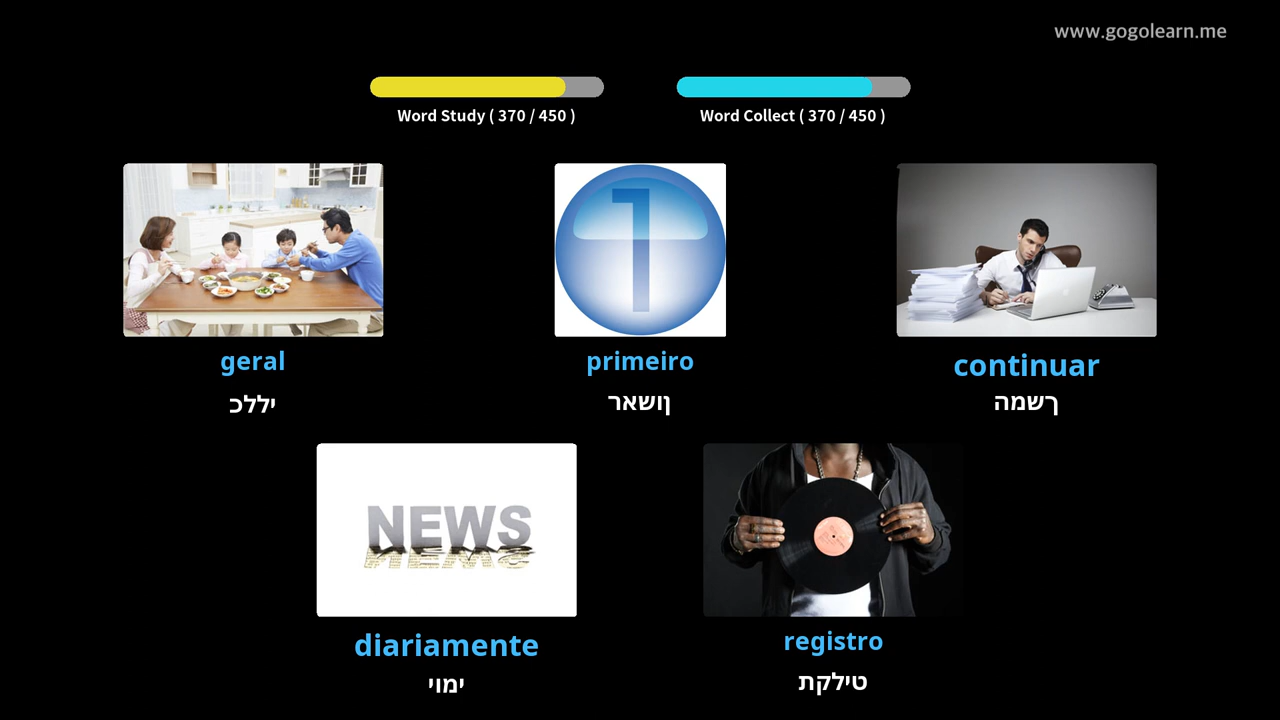 www.gogolearn.me
Word Study ( 370 / 450 )
Word Collect ( 370 / 450 )
1
geral
כללי
primeiro
ראשון
continuar
המשך
NEWS
diariamente
יומי
registro
תקליט